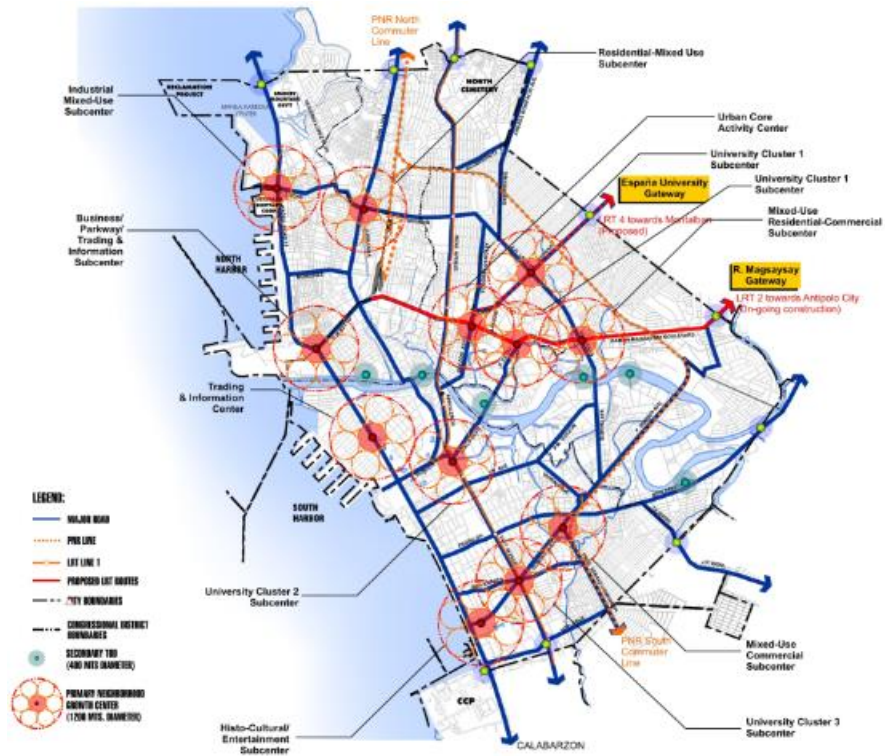 PNR North
Commuter
Line
Residential-Mixed Use
Subcenter
Industrial
Mixed-Use
Subcenter
RECLAMATION
PROJECT
NORTH
CEMETERY
Urban Core
Activity Center
University Cluster 1
Subcenter
España University
Gateway
University Cluster 1
Subcenter
LRT 4 towards Montalban
(Proposed)
Mixed-Use
Residential-Commercial
Subcenter
Business/
Parkway/
Trading &
Information
Subcenter
NORTH
HARBOR
R. Magsaysay
Gateway
LRT 2 towards Antipolo City
(On-going construction)
Trading
& Information
Center
SOUTH
HARBOR
LEGEND:
MAJOR ROAD
PNR LINE
LRT LINE 1
PROPOSED LRT ROUTES
CITY BOUNDARIES
CONGRESSIONAL DISTRICT
BOUNDARIES
SECONDARY TOD
(400 MTS DIAMETER)
PRIMARY NEIGHBORHOOD
GROWTH CENTER
(1200 MTS. DIAMETER)
University Cluster 2
Subcenter
PNR South
Commuter
Line
Mixed-Use
Commercial
Subcenter
CCP
Histo-Cultural/
Entertainment
Subcenter
University Cluster 3
Subcenter
CALABARZON